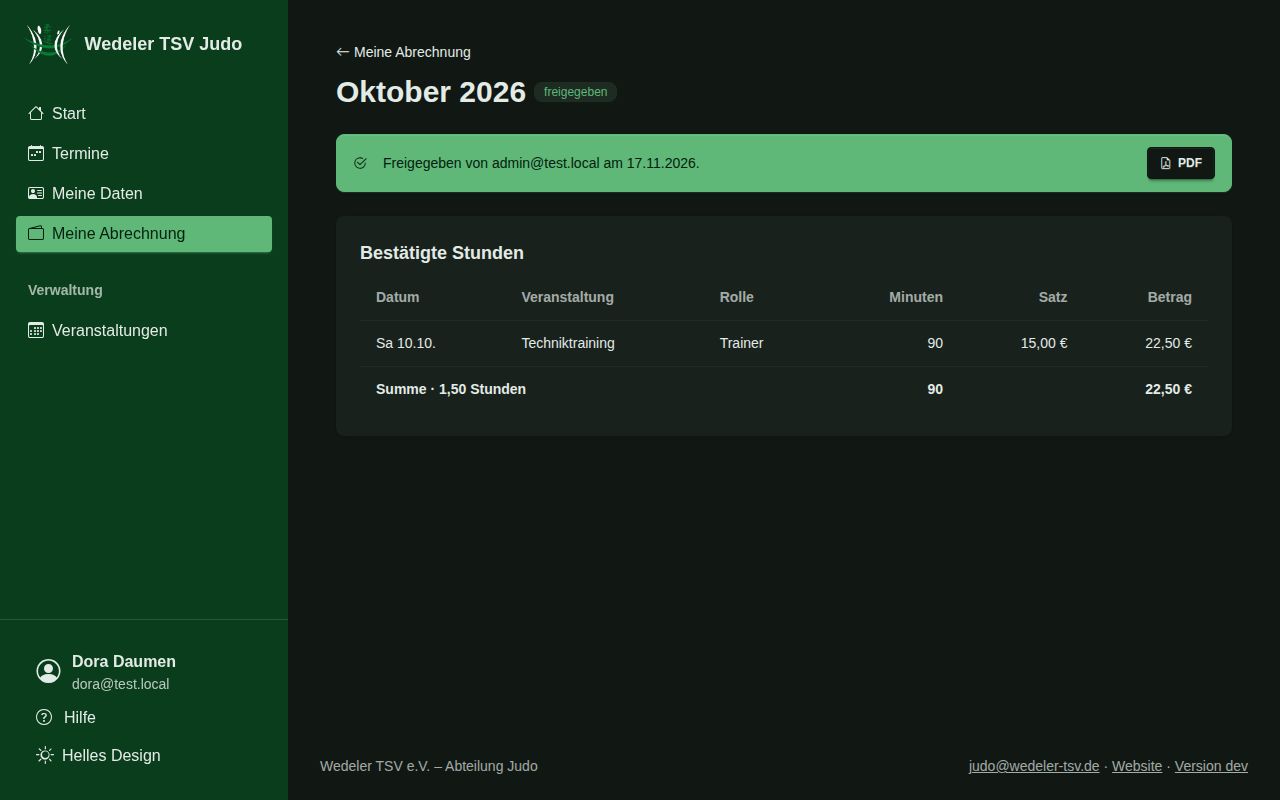 Wedeler TSV Judo
Start
Termine
Meine Daten
Meine Abrechnung
Verwaltung
Veranstaltungen
Dora Daumen
dora@test.local
Hilfe
Helles Design
← Meine Abrechnung
Oktober 2026 freigegeben
Freigegeben von admin@test.local am 17.11.2026. PDF
Bestätigte Stunden
Datum Veranstaltung Rolle Minuten Satz Betrag
Sa 10.10. Techniktraining Trainer 90 15,00 € 22,50 €
Summe · 1,50 Stunden 90 22,50 €
Wedeler TSV e.V. – Abteilung Judo judo@wedeler-tsv.de · Website · Version dev